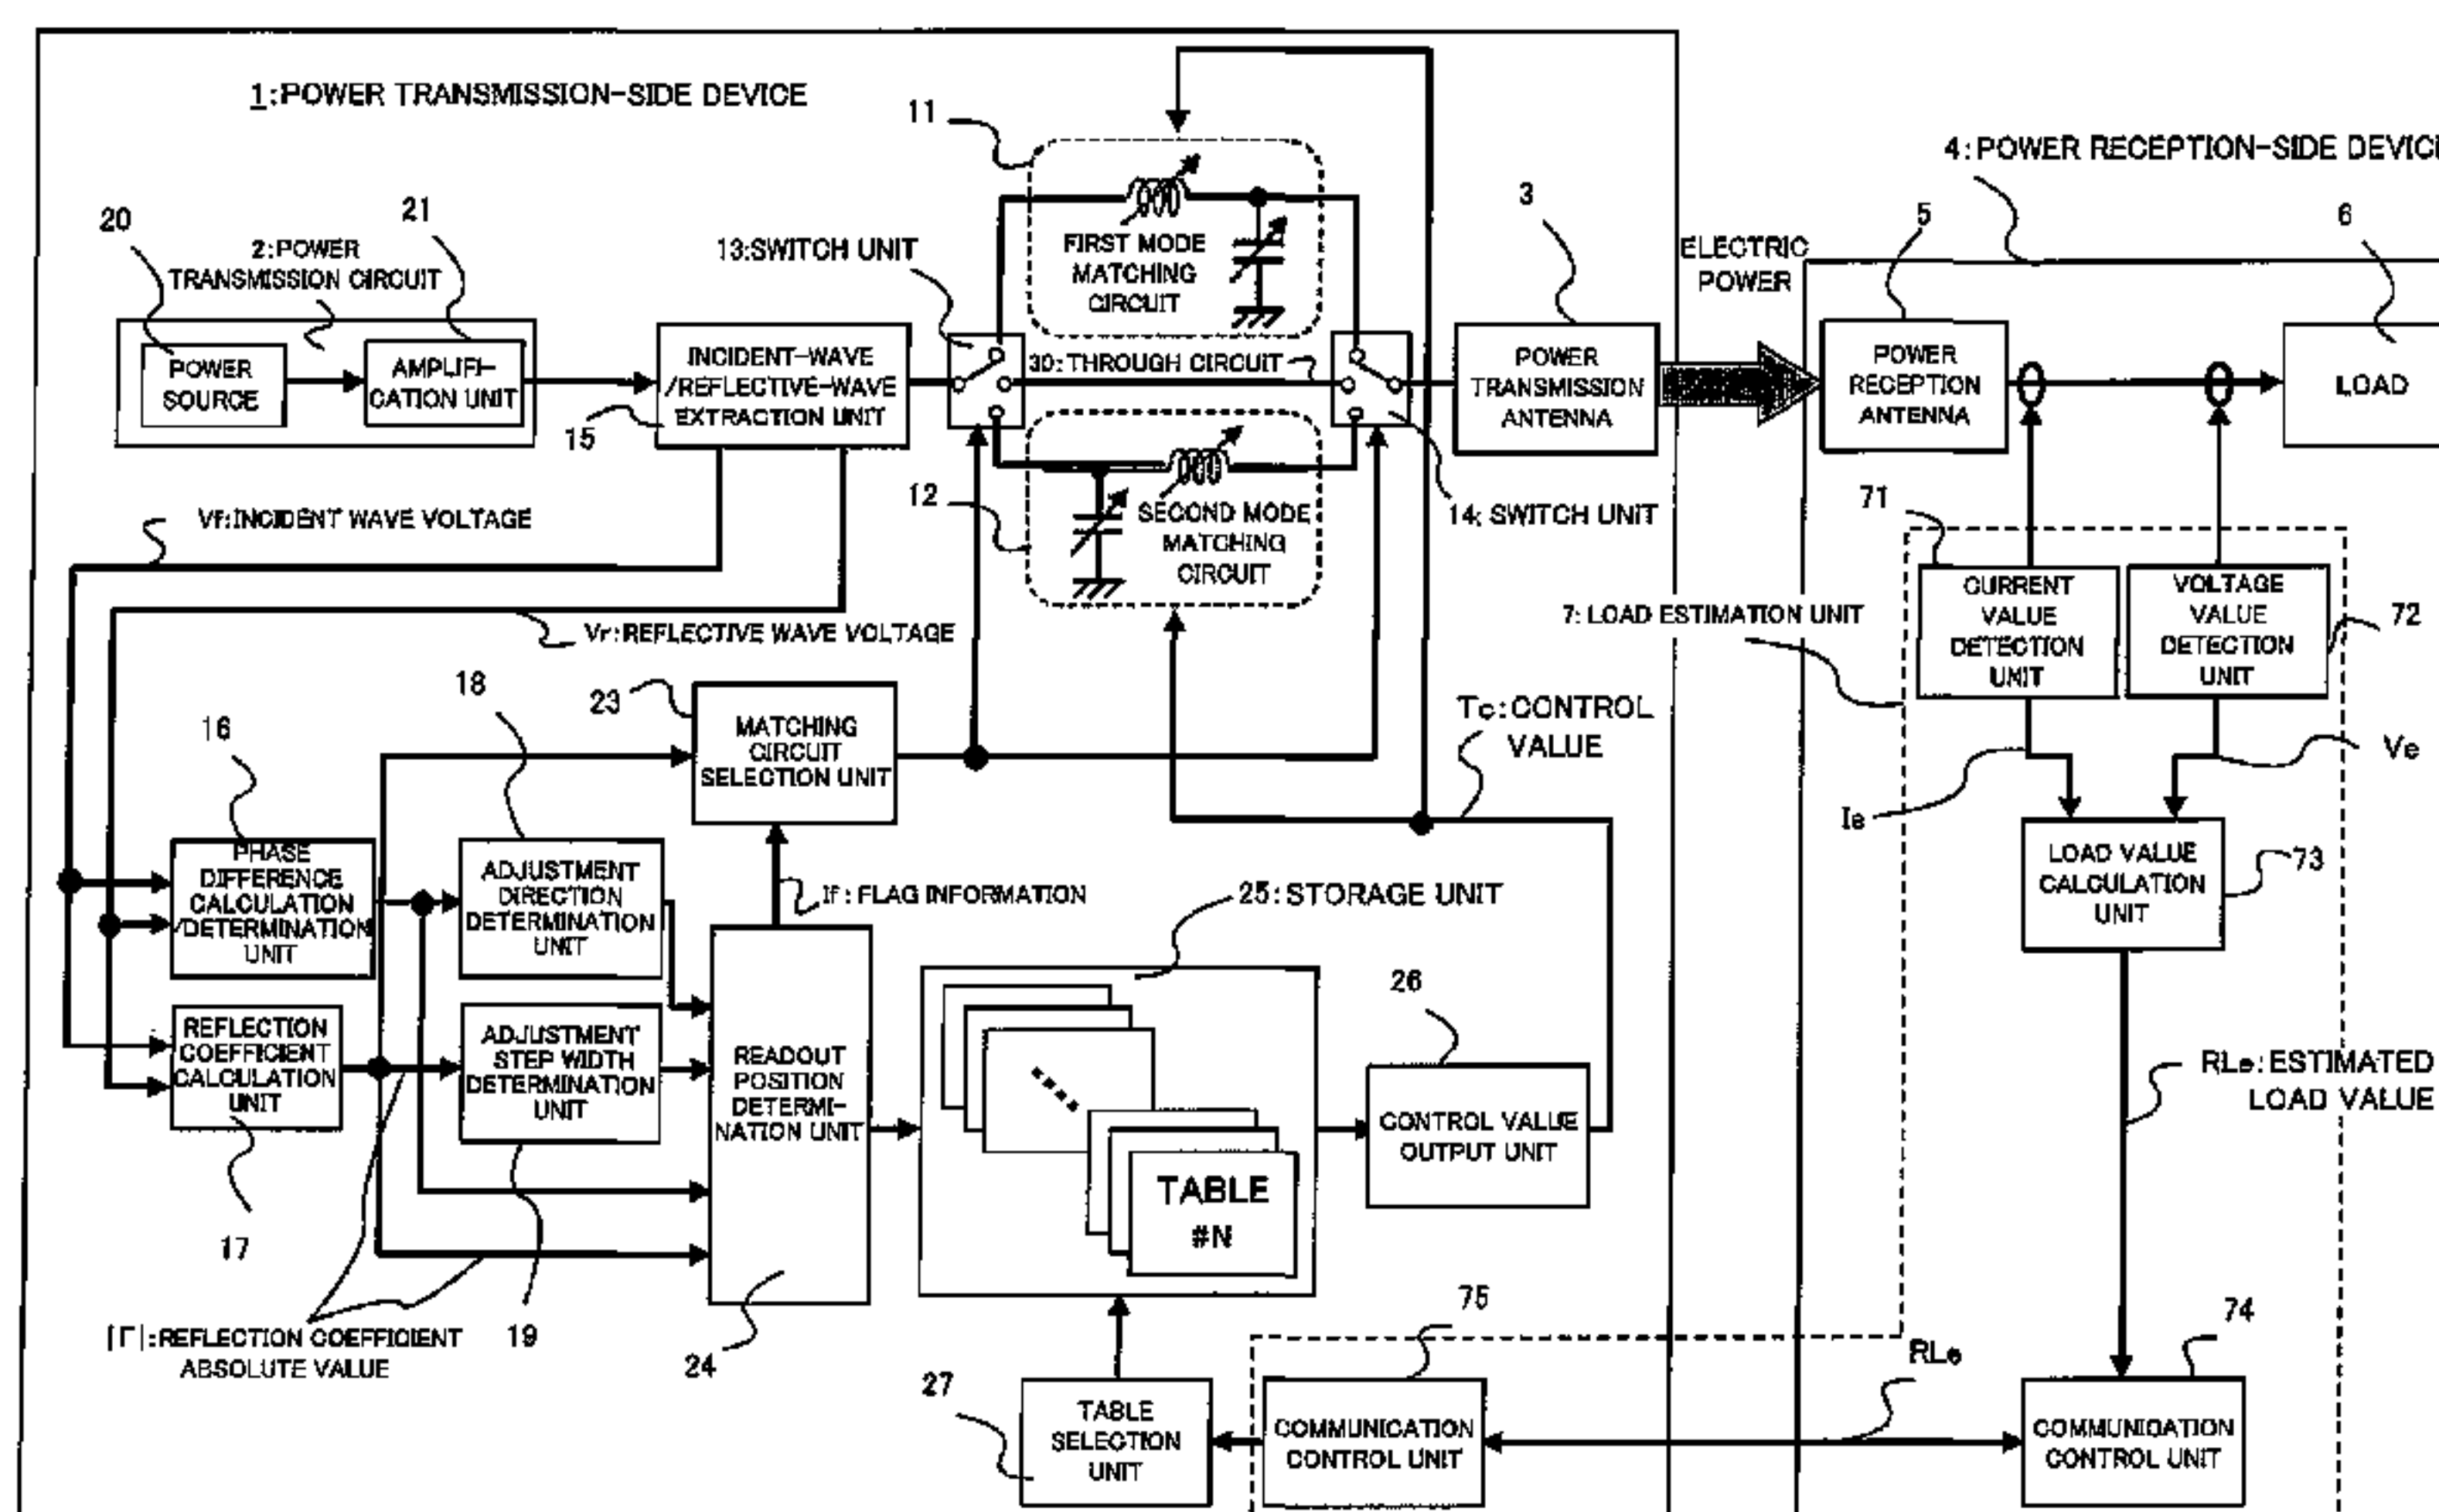 1:POWER TRANSMISSION-SIDE DEVICE
11
4:POWER RECEPTION-SIDE DEVIC
20
2:POWER
TRANSMISSION CIRCUIT
21
13:SWITCH UNIT
FIRST MODE
MATCHING
CIRCUIT
3
ELECTRIC
POWER
5
6
POWER
SOURCE
AMPLIFI-
CATION UNIT
INCIDENT-WAVE
/REFLECTIVE-WAVE
EXTRACTION UNIT
15
30:THROUGH CIRCUIT
POWER
TRANSMISSION
ANTENNA
POWER
RECEPTION
ANTENNA
LOAD
12
SECOND MODE
MATCHING
CIRCUIT
14: SWITCH UNIT
71
Vf:INCIDENT WAVE VOLTAGE
Vr:REFLECTIVE WAVE VOLTAGE
7: LOAD ESTIMATION UNIT
CURRENT
VALUE
DETECTION
UNIT
VOLTAGE
VALUE
DETECTION
UNIT
72
18
23
MATCHING
CIRCUIT
SELECTION UNIT
Tc:CONTROL
VALUE
Ie
Ve
16
PHASE
DIFFERENCE
CALCULATION
/DETERMINATION
UNIT
ADJUSTMENT
DIRECTION
DETERMINATION
UNIT
If: FLAG INFORMATION
25:STORAGE UNIT
LOAD VALUE
CALCULATION
UNIT
73
REFLECTION
COEFFICIENT
CALCULATION
UNIT
17
ADJUSTMENT
STEP WIDTH
DETERMINATION
UNIT
19
READOUT
POSITION
DETERMI-
NATION UNIT
24
TABLE
#N
26
CONTROL VALUE
OUTPUT UNIT
RLe:ESTIMATED
LOAD VALUE
|Γ|:REFLECTION COEFFICIENT
ABSOLUTE VALUE
27
TABLE
SELECTION
UNIT
75
COMMUNICATION
CONTROL UNIT
RLe
74
COMMUNICATION
CONTROL UNIT